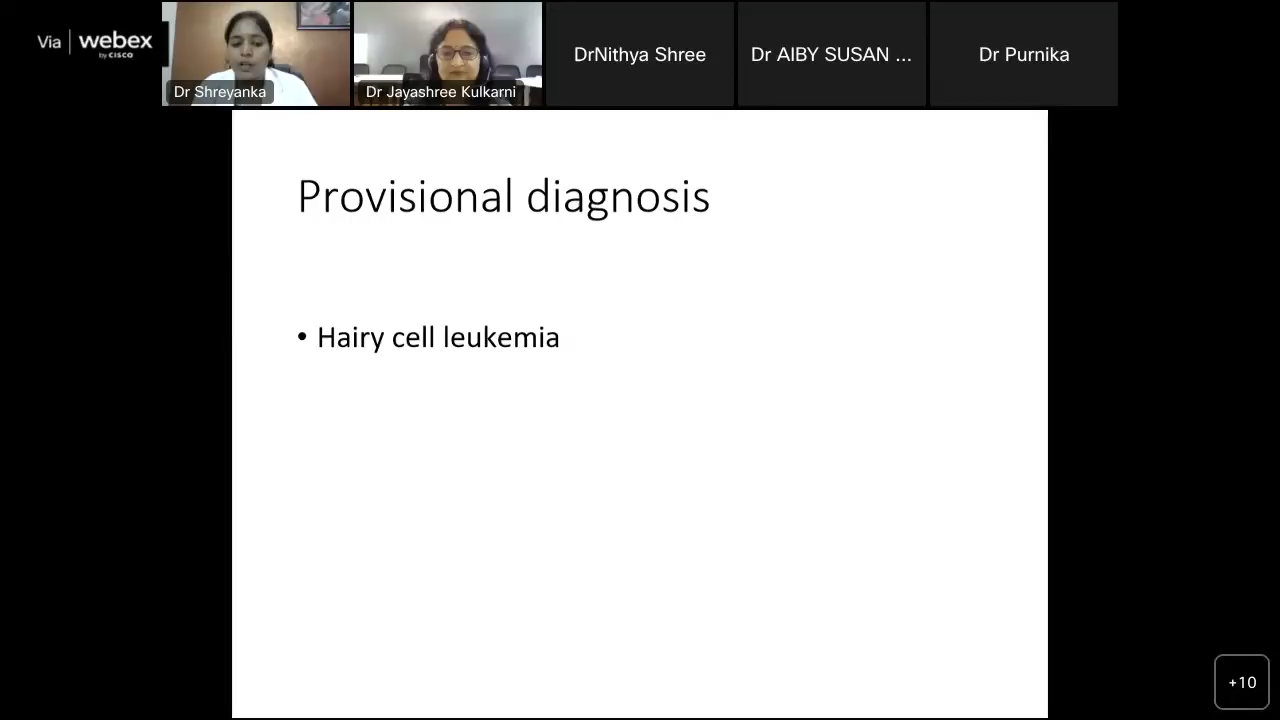 Via webex
by CISCO
Dr Shreyanka
Dr Jayashree Kulkarni
DrNithya Shree
Dr AIBY SUSAN ...
Dr Purnika
Provisional diagnosis
• Hairy cell leukemia
+10